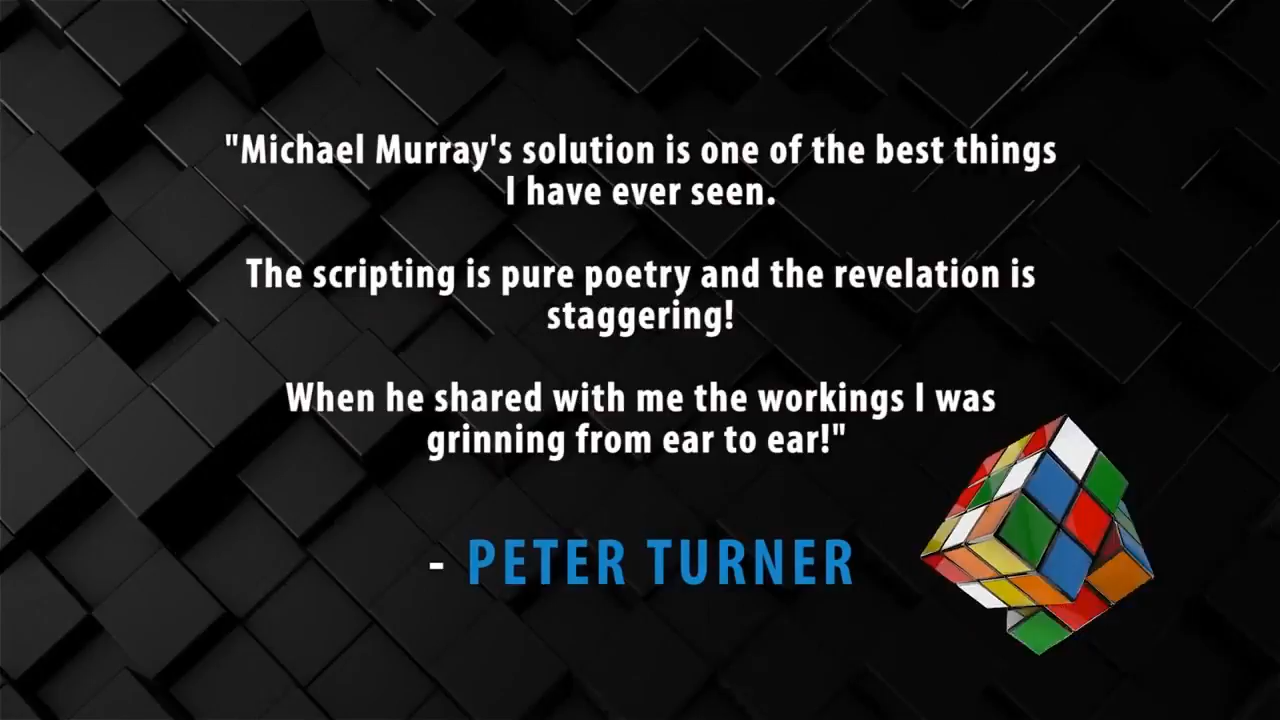 "Michael Murray's solution is one of the best things
I have ever seen.
The scripting is pure poetry and the revelation is
staggering!
When he shared with me the workings I was
grinning from ear to ear!"
- PETER TURNER